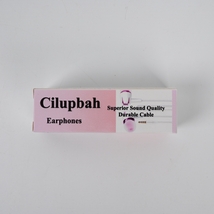 Cilupbah
Earphones
Superior Sound Quality
Durable Cable